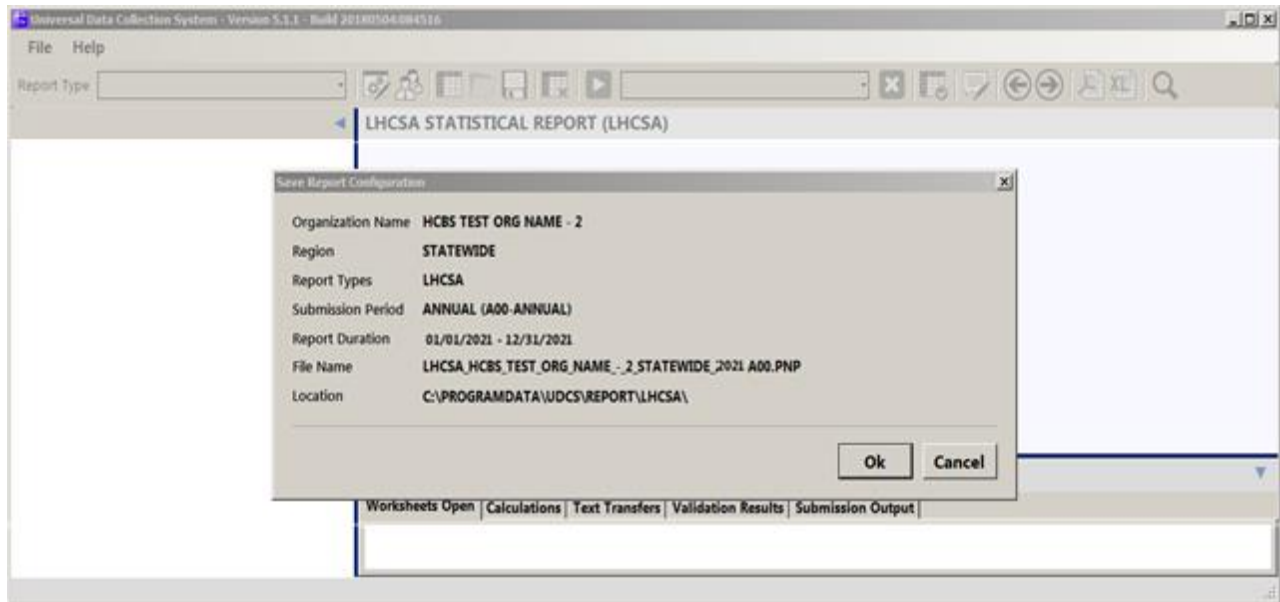 Universal Data Collection System - Version 5.1.1 - Build 20180504:084516
File Help
Report Type
XL
LHCSA STATISTICAL REPORT (LHCSA)
Save Report Configuration
Organization Name HCBS TEST ORG NAME - 2
Region STATEWIDE
Report Types LHCSA
Submission Period ANNUAL (A00-ANNUAL)
Report Duration 01/01/2021 - 12/31/2021
File Name LHCSA_HCBS_TEST_ORG_NAME_-_2_STATEWIDE_2021 A00.PNP
Location C:\PROGRAMDATA\UDCS\REPORT\LHCSA\
Ok Cancel
Worksheets Open Calculations Text Transfers Validation Results Submission Output